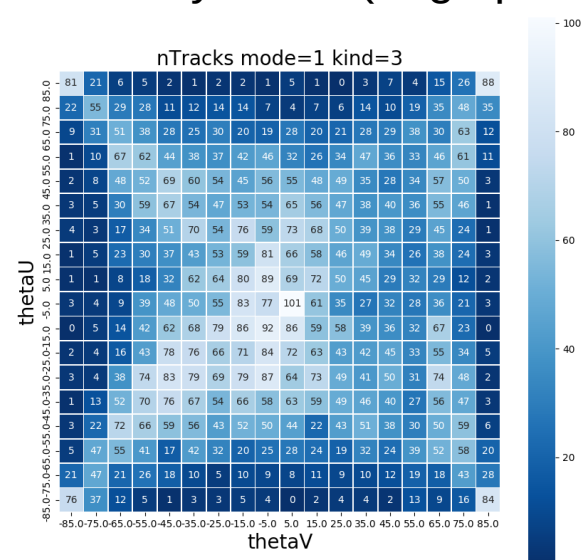 nTracks mode=1 kind=3
81 21 6 5 2 1 2 2 1 5 1 0 3 7 4 15 26 88
22 55 29 28 11 12 14 14 7 4 7 6 14 10 19 35 48 35
9 31 51 38 28 25 30 20 19 28 20 21 28 29 38 30 63 12
1 10 67 62 44 38 37 42 46 32 26 34 47 33 36 46 61 11
2 8 48 52 69 60 54 45 56 55 48 49 35 28 34 57 50 3
3 5 30 59 67 54 47 53 54 65 56 47 38 40 36 55 46 1
4 3 17 34 51 70 54 76 59 73 68 50 39 38 29 45 24 1
1 5 23 30 37 43 53 59 81 66 58 46 49 34 26 38 24 3
1 1 8 18 32 62 64 80 89 69 72 50 45 29 32 29 12 2
3 4 9 39 48 50 55 83 77 101 61 35 27 32 28 36 21 3
0 5 14 42 62 68 79 86 92 86 59 58 39 36 32 67 23 0
2 4 16 43 78 76 66 71 84 72 63 43 42 45 33 55 34 5
3 4 38 74 83 79 69 79 87 64 73 49 41 50 31 74 48 2
1 13 52 70 76 67 54 66 58 63 59 49 46 40 27 56 47 3
3 22 72 66 59 56 43 52 50 44 22 43 51 38 30 50 59 6
5 47 55 41 17 42 32 20 25 28 24 19 32 24 39 52 58 20
21 47 21 26 18 10 5 10 9 8 11 9 10 12 19 18 43 28
76 37 12 5 1 3 3 5 4 0 2 4 4 2 13 9 16 84
-85.0 -75.0 -65.0 -55.0 -45.0 -35.0 -25.0 -15.0 -5.0 5.0 15.0 25.0 35.0 45.0 55.0 65.0 75.0 85.0
thetaV
thetaU
-85.0 -75.0 -65.0 -55.0 -45.0 -35.0 -25.0 -15.0 -5.0 5.0 15.0 25.0 35.0 45.0 55.0 65.0 75.0 85.0
100
80
60
40
20